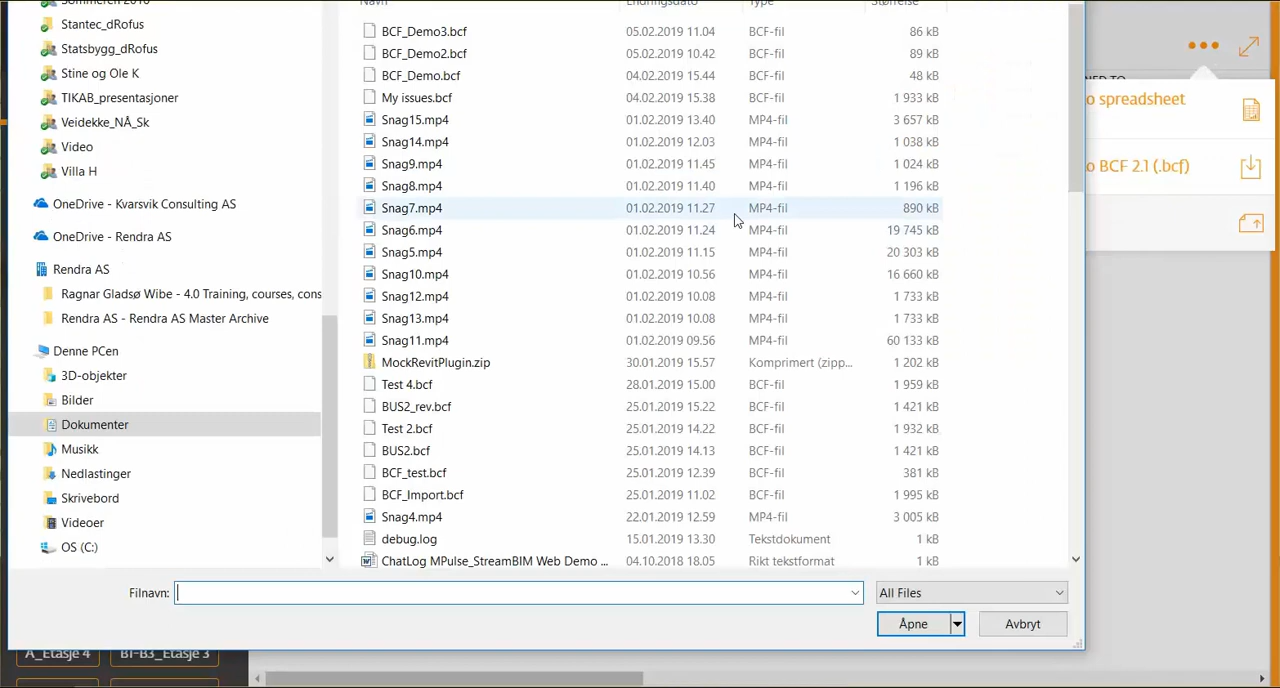 Sommeren 2016
Stantec_dRofus
Statsbygg_dRofus
Stine og Ole K
TIKAB_presentasjoner
Veidekke_NÅ_Sk
Video
Villa H
OneDrive - Kvarsvik Consulting AS
OneDrive - Rendra AS
Rendra AS
Ragnar Gladsø Wibe - 4.0 Training, courses, cons
Rendra AS - Rendra AS Master Archive
Denne PCen
3D-objekter
Bilder
Dokumenter
Musikk
Nedlastinger
Skrivebord
Videoer
OS (C:)
Navn Endringsdato Type Størrelse
BCF_Demo3.bcf 05.02.2019 11.04 BCF-fil 86 kB
BCF_Demo2.bcf 05.02.2019 10.42 BCF-fil 89 kB
BCF_Demo.bcf 04.02.2019 15.44 BCF-fil 48 kB
My issues.bcf 04.02.2019 15.38 BCF-fil 1 933 kB
Snag15.mp4 01.02.2019 13.40 MP4-fil 3 657 kB
Snag14.mp4 01.02.2019 12.03 MP4-fil 1 038 kB
Snag9.mp4 01.02.2019 11.45 MP4-fil 1 024 kB
Snag8.mp4 01.02.2019 11.40 MP4-fil 1 196 kB
Snag7.mp4 01.02.2019 11.27 MP4-fil 890 kB
Snag6.mp4 01.02.2019 11.24 MP4-fil 19 745 kB
Snag5.mp4 01.02.2019 11.15 MP4-fil 20 303 kB
Snag10.mp4 01.02.2019 10.56 MP4-fil 16 660 kB
Snag12.mp4 01.02.2019 10.08 MP4-fil 1 733 kB
Snag13.mp4 01.02.2019 10.08 MP4-fil 1 733 kB
Snag11.mp4 01.02.2019 09.56 MP4-fil 60 133 kB
MockRevitPlugin.zip 30.01.2019 15.57 Komprimert (zipp... 1 202 kB
Test 4.bcf 28.01.2019 15.00 BCF-fil 1 959 kB
BUS2_rev.bcf 25.01.2019 15.22 BCF-fil 1 421 kB
Test 2.bcf 25.01.2019 14.22 BCF-fil 1 932 kB
BUS2.bcf 25.01.2019 14.13 BCF-fil 1 421 kB
BCF_test.bcf 25.01.2019 12.39 BCF-fil 381 kB
BCF_Import.bcf 25.01.2019 11.02 BCF-fil 1 995 kB
Snag4.mp4 22.01.2019 12.59 MP4-fil 3 005 kB
debug.log 15.01.2019 13.30 Tekstdokument 1 kB
ChatLog MPulse_StreamBIM Web Demo ... 04.10.2018 18.05 Rikt tekstformat 1 kB
Filnavn: All Files
Åpne Avbryt
NED TO
o spreadsheet
o BCF 2.1 (.bcf)
A_Etasje 4 B1-B3_Etasje 3